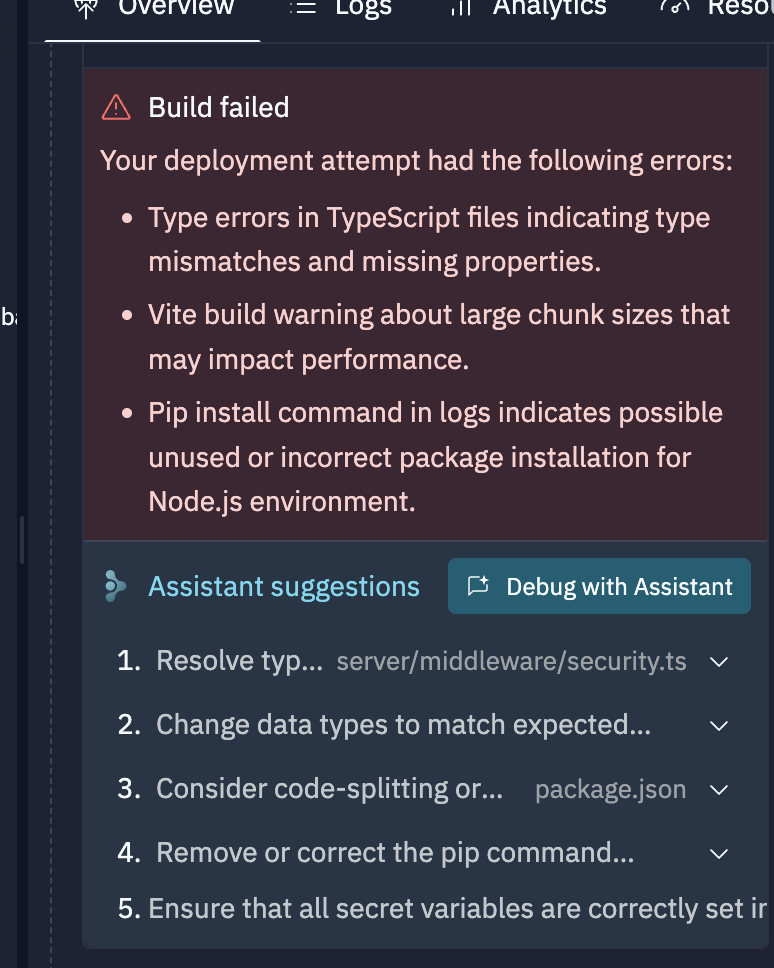 Overview Logs Analytics
Build failed
Your deployment attempt had the following errors:
• Type errors in TypeScript files indicating type
mismatches and missing properties.
• Vite build warning about large chunk sizes that
may impact performance.
• Pip install command in logs indicates possible
unused or incorrect package installation for
Node.js environment.
Assistant suggestions Debug with Assistant
1. Resolve typ... server/middleware/security.ts
2. Change data types to match expected...
3. Consider code-splitting or... package.json
4. Remove or correct the pip command...
5. Ensure that all secret variables are correctly set